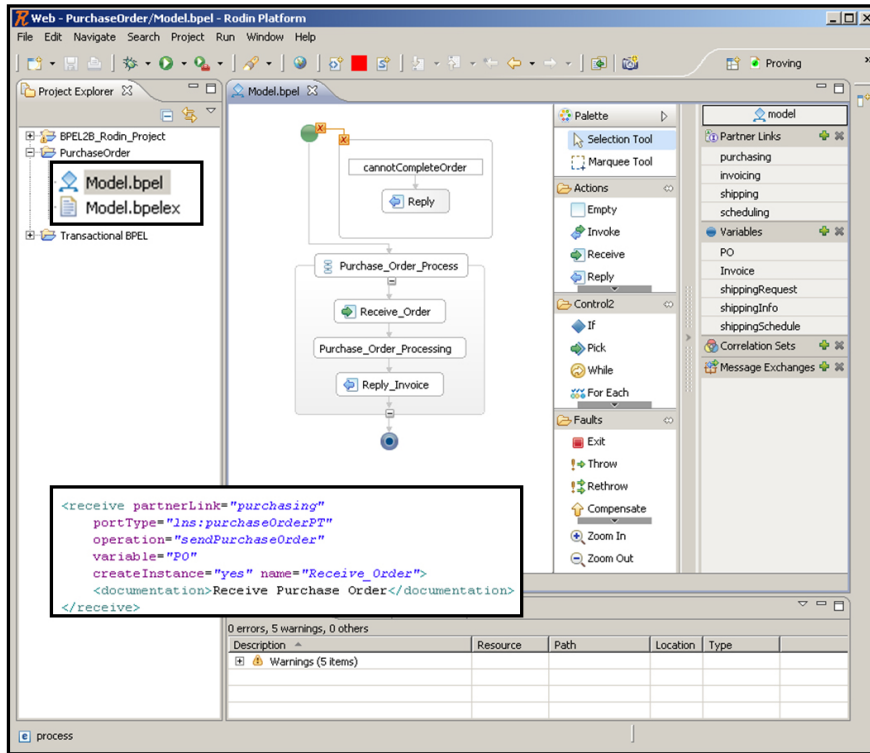 Web - PurchaseOrder/Model.bpel - Rodin Platform
File Edit Navigate Search Project Run Window Help
Proving
Project Explorer
BPEL2B_Rodin_Project
PurchaseOrder
Model.bpel
Model.bpelex
Transactional BPEL
Model.bpel
cannotCompleteOrder
Reply
Purchase_Order_Process
Receive_Order
Purchase_Order_Processing
Reply_Invoice
Palette
Selection Tool
Marquee Tool
Actions
Empty
Invoke
Receive
Reply
Control2
If
Pick
While
For Each
Faults
Exit
Throw
Rethrow
Compensate
Zoom In
Zoom Out
model
Partner Links
purchasing
invoicing
shipping
scheduling
Variables
PO
Invoice
shippingRequest
shippingInfo
shippingSchedule
Correlation Sets
Message Exchanges
<receive partnerLink="purchasing"
portType="lns:purchaseOrderPT"
operation="sendPurchaseOrder"
variable="PO"
createInstance="yes" name="Receive_Order">
<documentation>Receive Purchase Order</documentation>
</receive>
0 errors, 5 warnings, 0 others
Description Resource Path Location Type
Warnings (5 items)
process